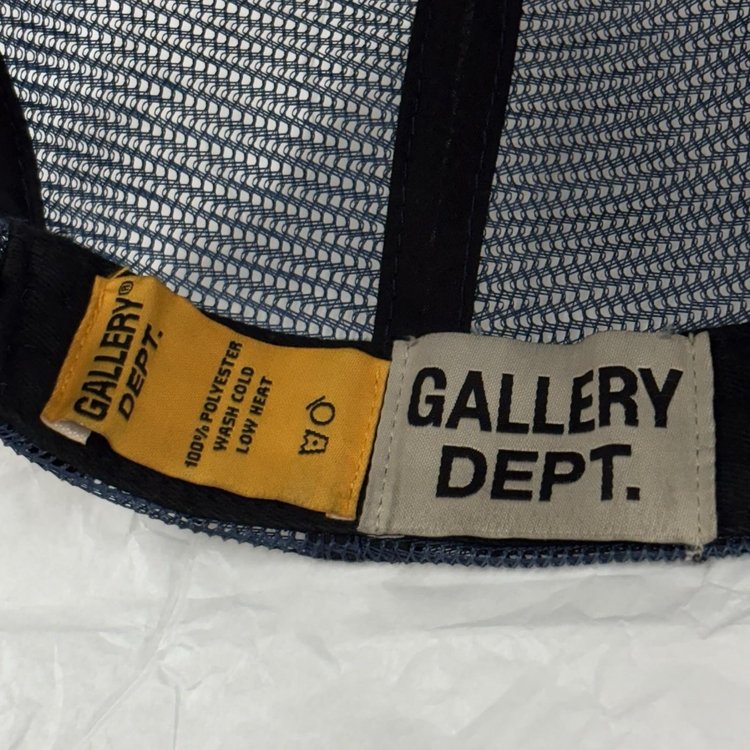 GALLERY®
DEPT.
100% POLYESTER
WASH COLD
LOW HEAT
GALLERY
DEPT.